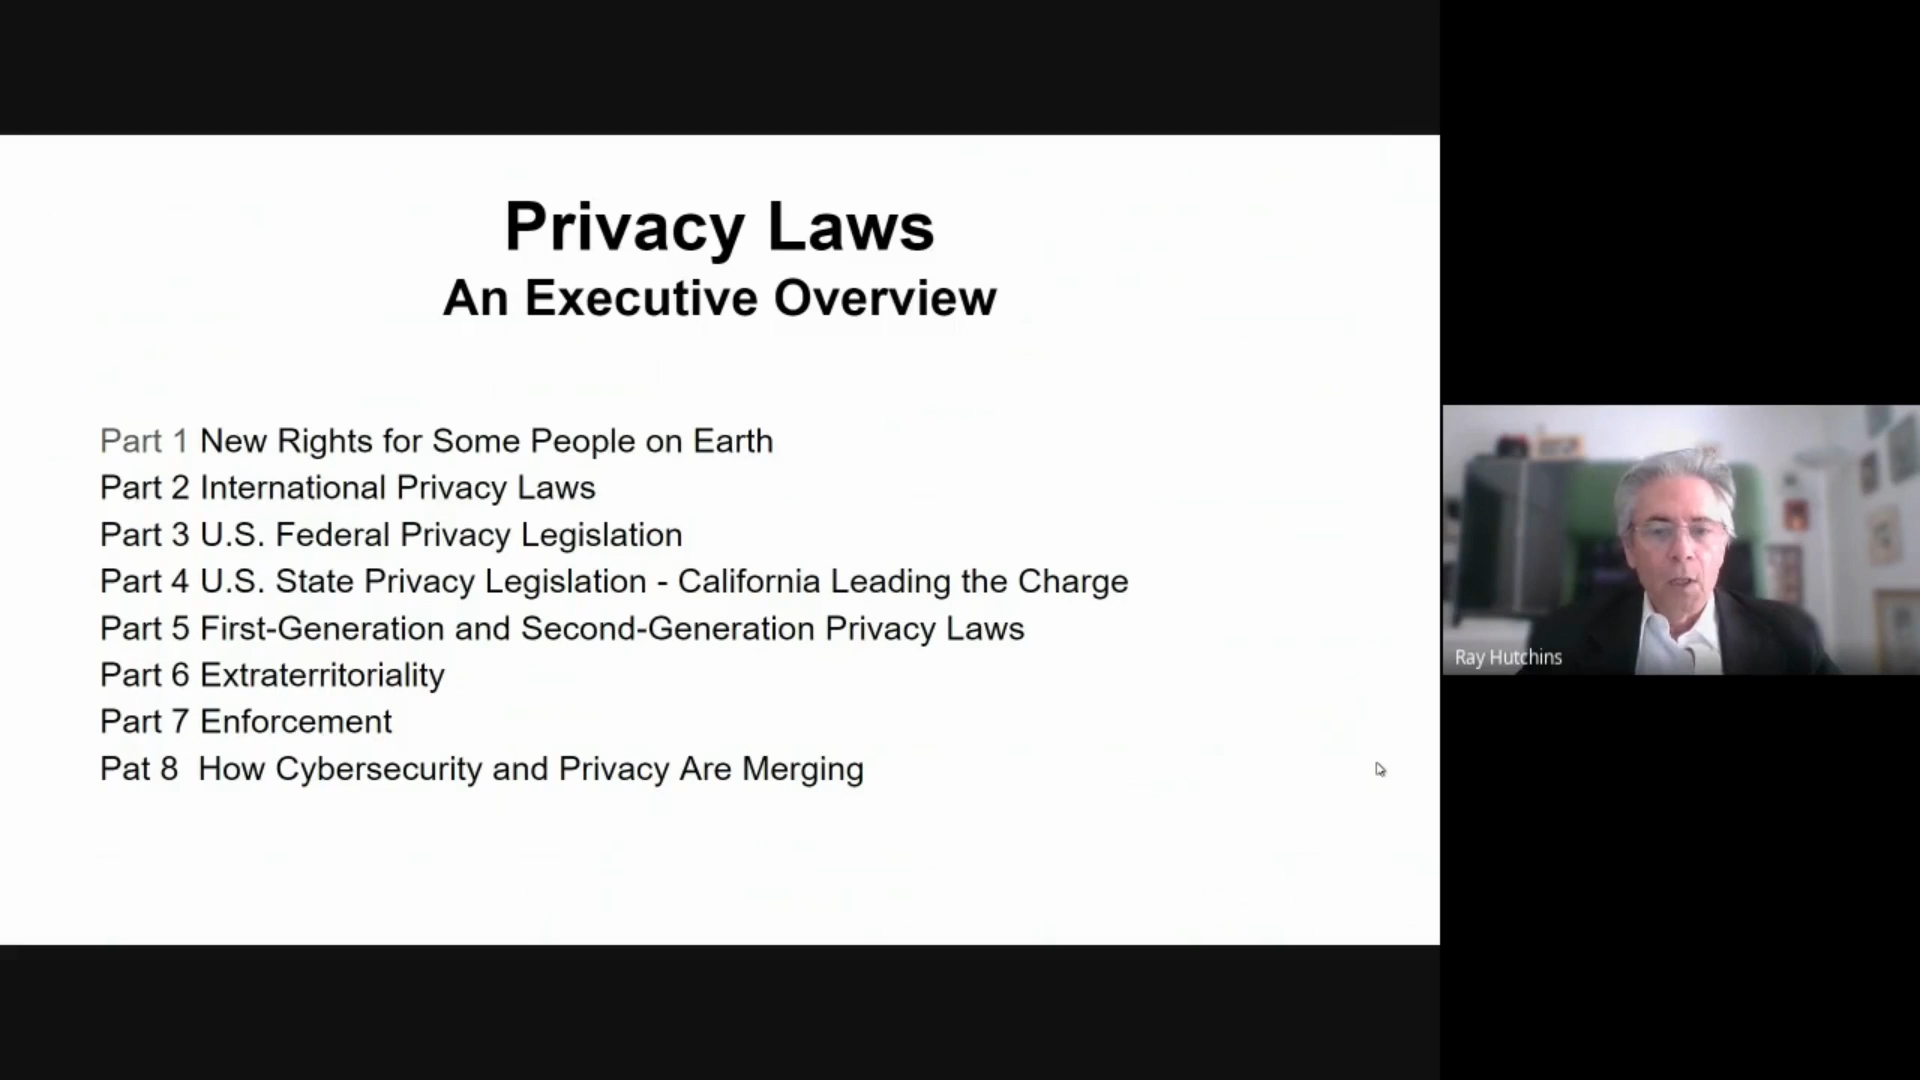 Privacy Laws
An Executive Overview
Part 1 New Rights for Some People on Earth
Part 2 International Privacy Laws
Part 3 U.S. Federal Privacy Legislation
Part 4 U.S. State Privacy Legislation - California Leading the Charge
Part 5 First-Generation and Second-Generation Privacy Laws
Part 6 Extraterritoriality
Part 7 Enforcement
Pat 8  How Cybersecurity and Privacy Are Merging
Ray Hutchins